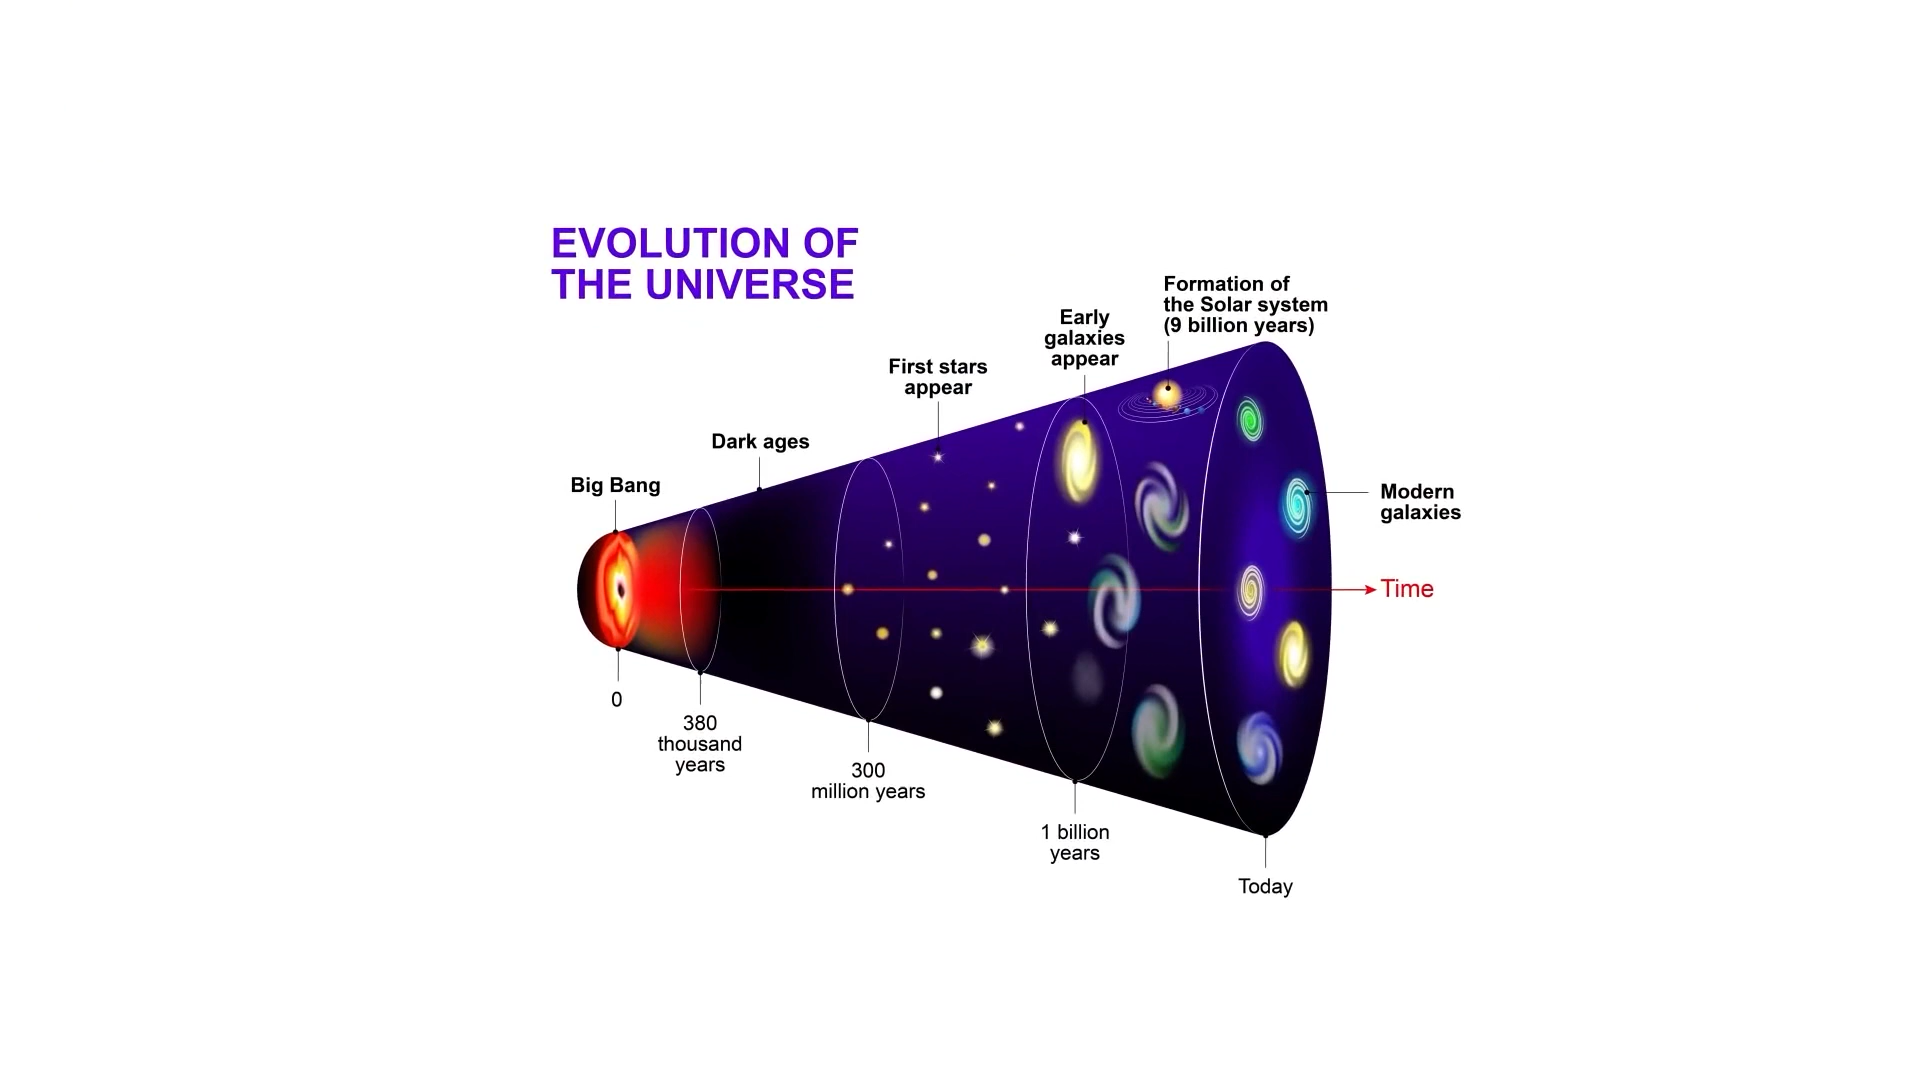 EVOLUTION OF
THE UNIVERSE
Formation of
the Solar system
(9 billion years)
Early
galaxies
appear
First stars
appear
Dark ages
Big Bang
Modern
galaxies
Time
0
380
thousand
years
300
million years
1 billion
years
Today